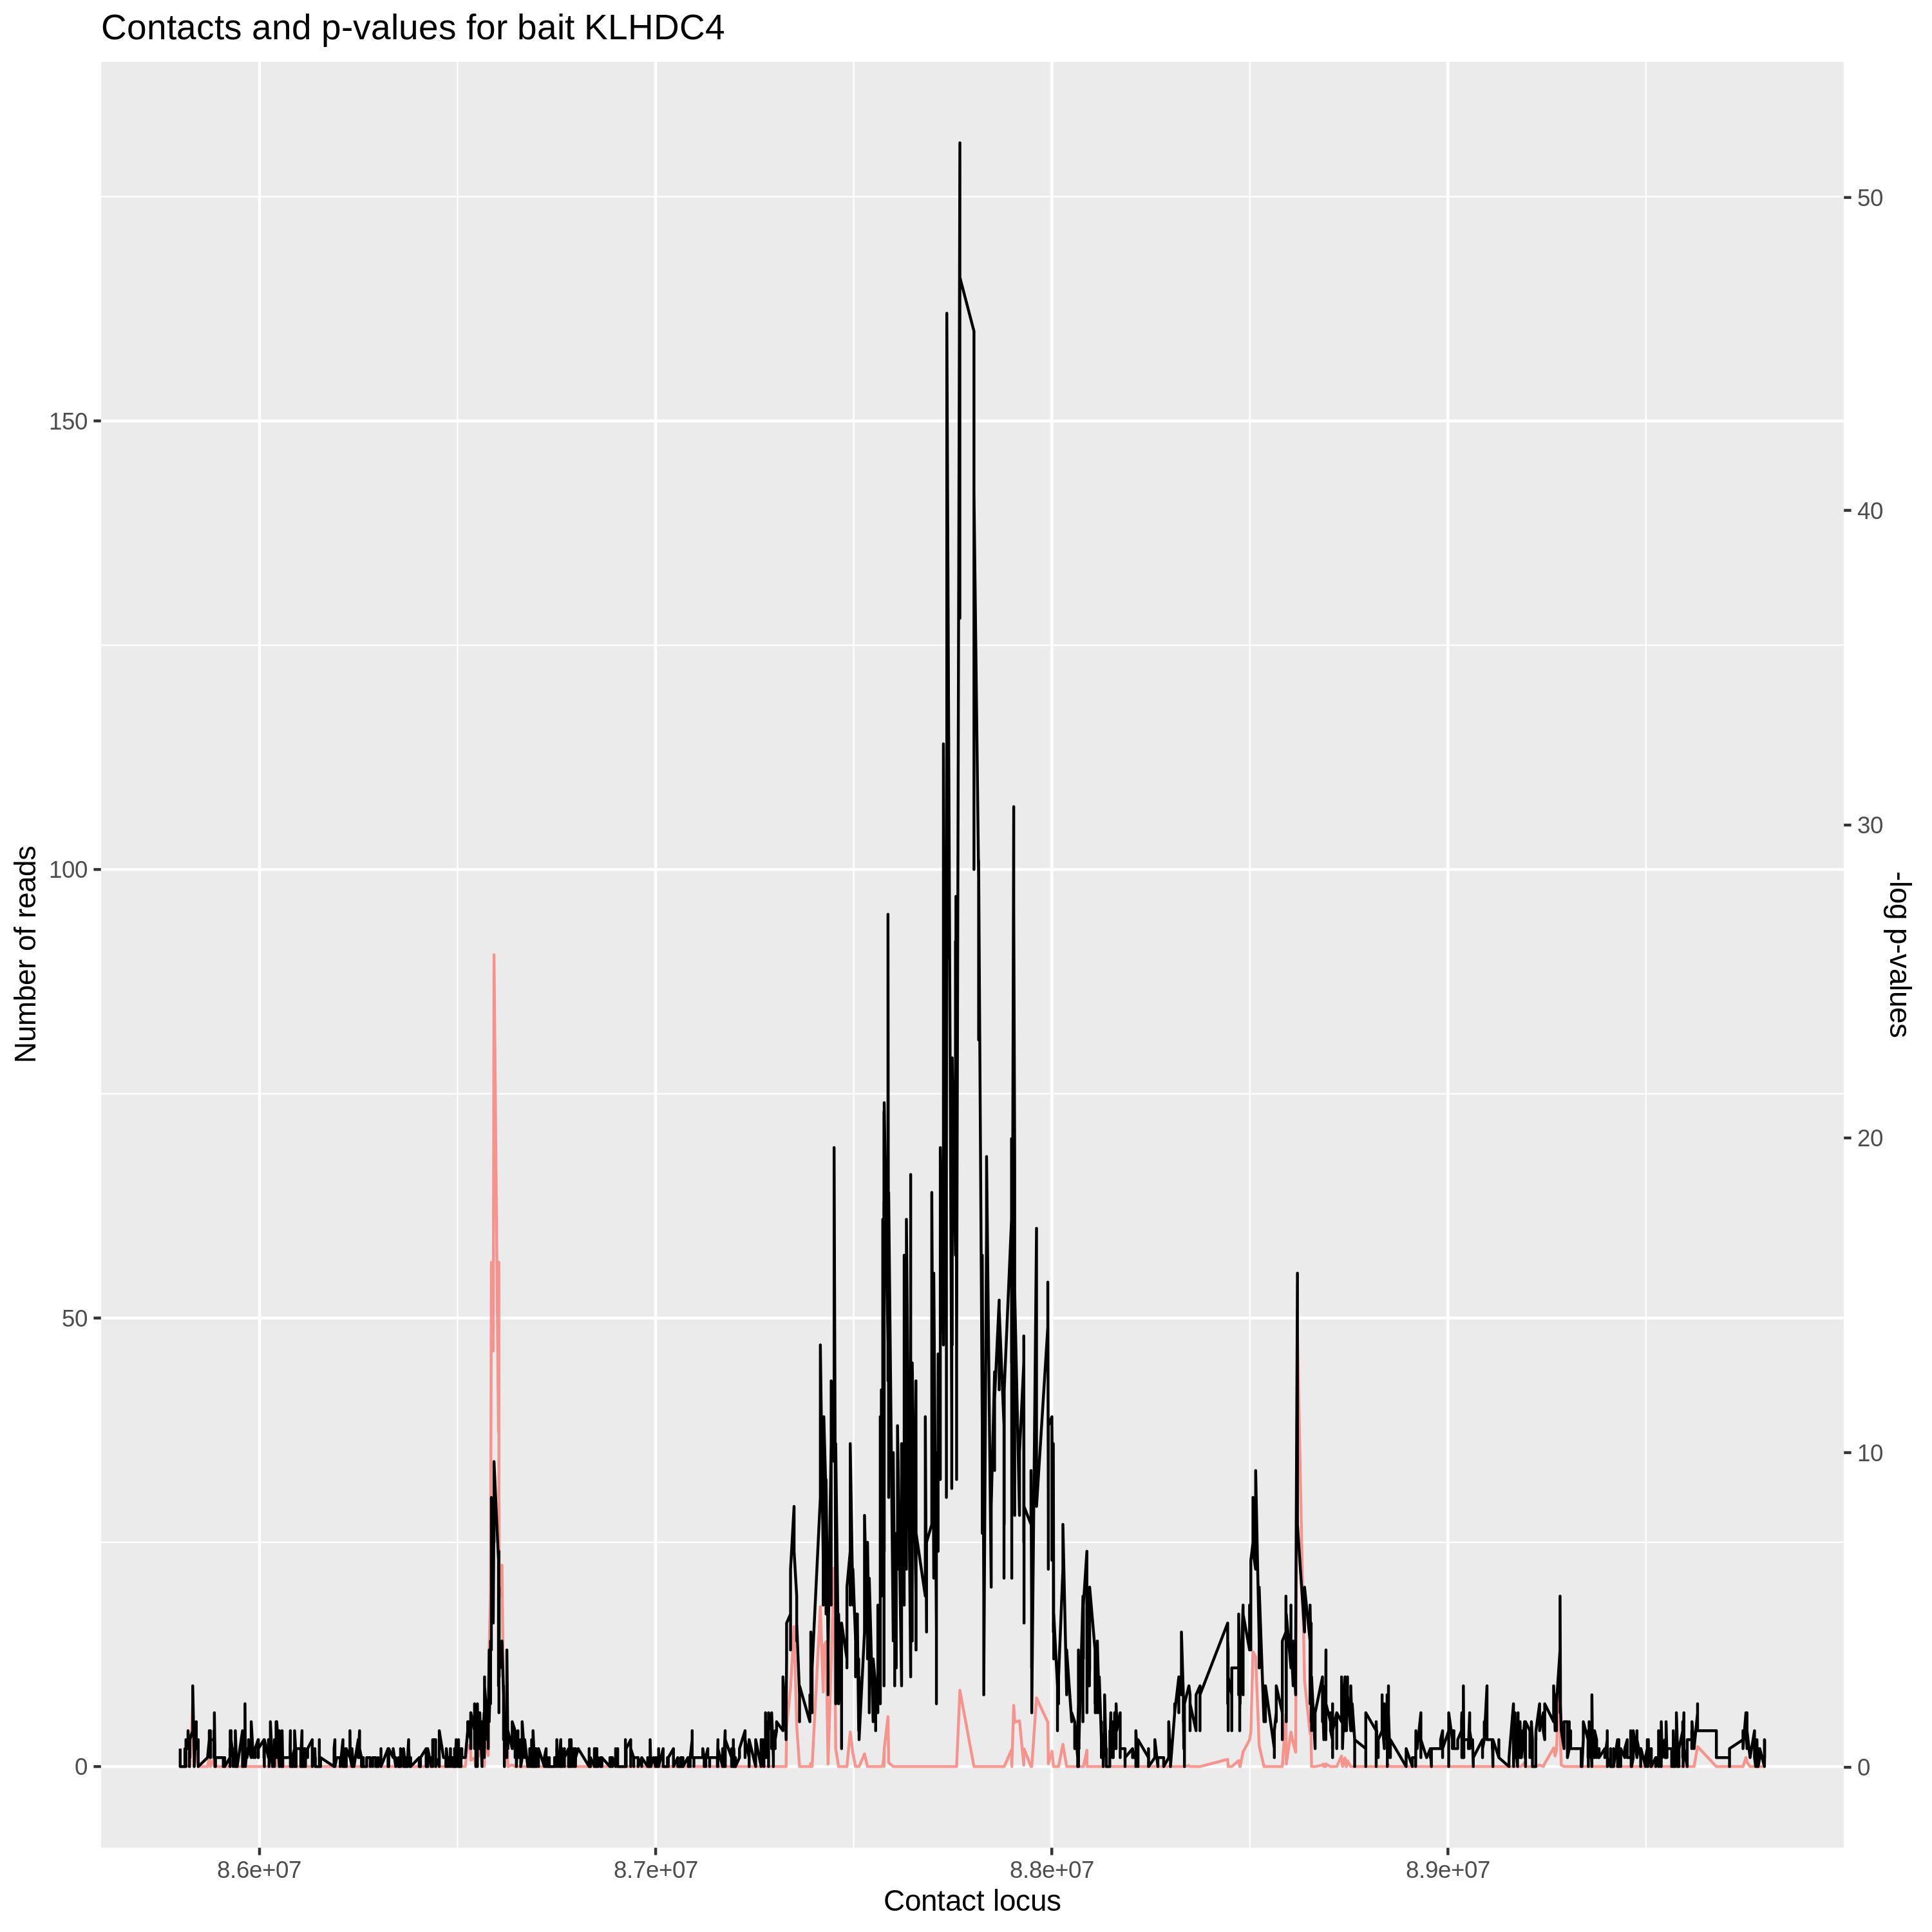 Contacts and p-values for bait KLHDC4
Number of reads
150
100
50
0
50
40
30
20
10
0
-log p-values
8.6e+07
8.7e+07
8.8e+07
8.9e+07
Contact locus